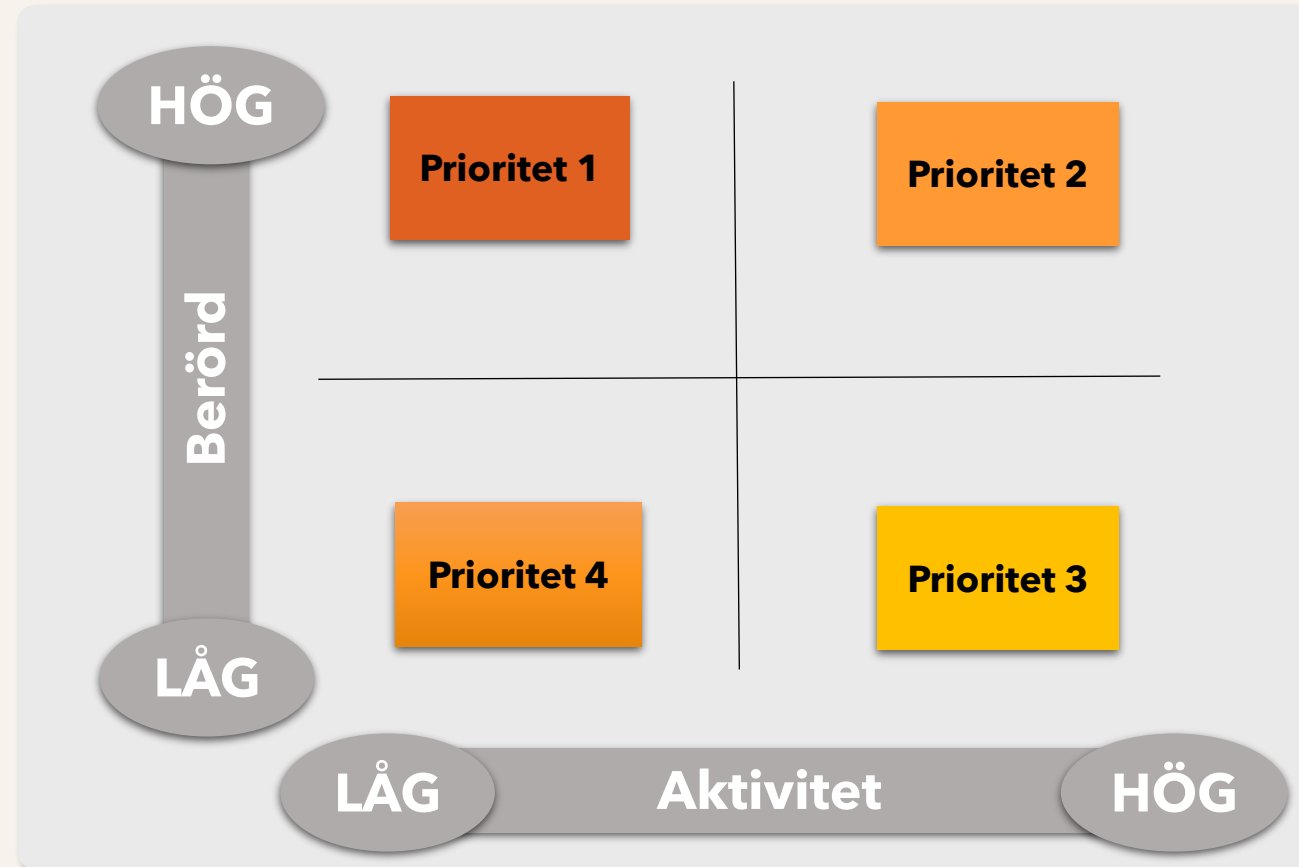 HÖG
Prioritet 1
Prioritet 2
Berörd
Prioritet 4
Prioritet 3
LÅG
LÅG
Aktivitet
HÖG